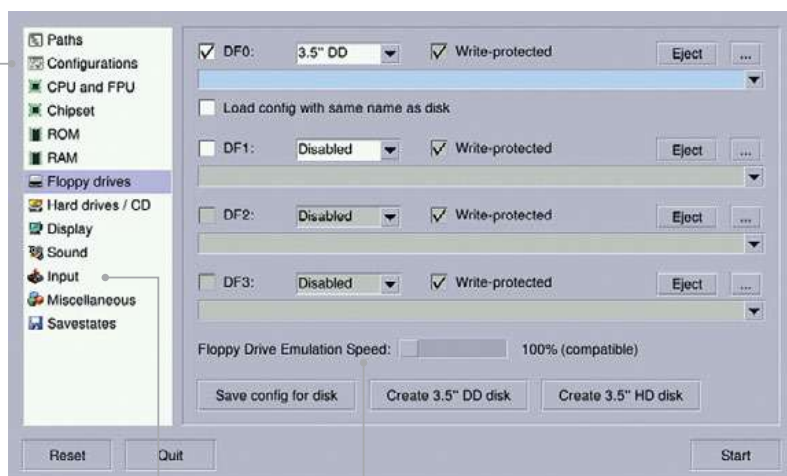 Paths
Configurations
CPU and FPU
Chipset
ROM
RAM
Floppy drives
Hard drives / CD
Display
Sound
Input
Miscellaneous
Savestates
DF0: 3.5" DD Write-protected Eject ...
Load config with same name as disk
DF1: Disabled Write-protected Eject ...
DF2: Disabled Write-protected Eject ...
DF3: Disabled Write-protected Eject ...
Floppy Drive Emulation Speed: 100% (compatible)
Save config for disk Create 3.5" DD disk Create 3.5" HD disk
Reset Quit Start